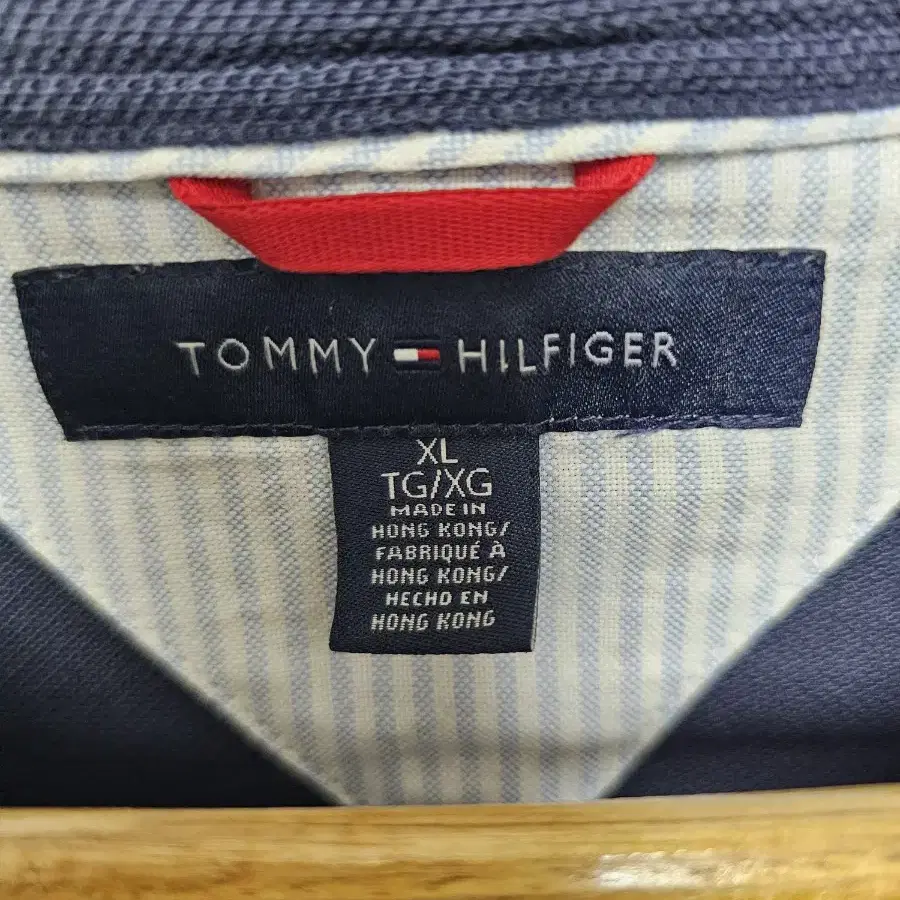 TOMMY HILFIGER
XL
TG/XG
MADE IN
HONG KONG/
FABRIQUÉ À
HONG KONG/
HECHO EN
HONG KONG